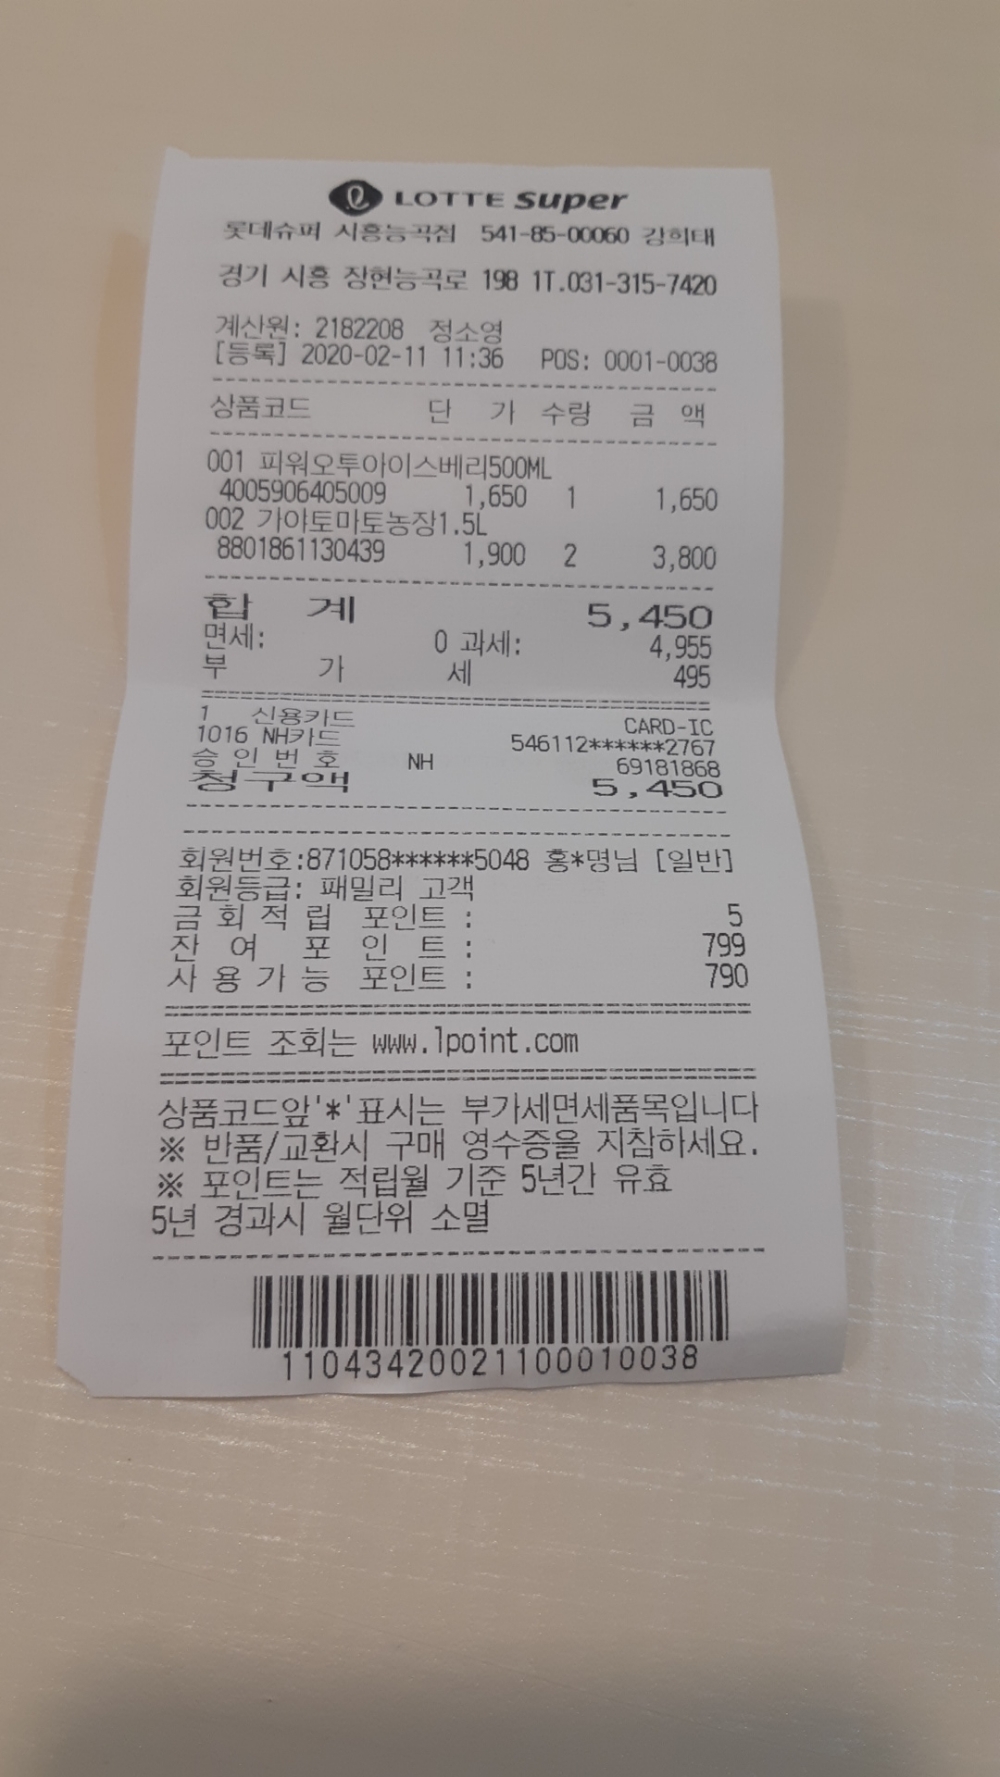 LOTTE Super
롯데슈퍼 시흥능곡점 541-85-00060 김희태
경기 시흥 장현능곡로 198 1T.031-315-7420
계산원: 2182208 정소영
[등록] 2020-02-11 11:36 POS: 0001-0038
상품코드 단 가 수량 금 액
001 피워오투아이스베리500ML
4005906405009 1,650 1 1,650
002 가야토마토농장1.5L
8801861130439 1,900 2 3,800
합 계 5,450
면세: 0 과세: 4,955
부 가 세 495
1 신용카드 CARD-IC
1016 NH카드 546112******2767
승 인 번 호 NH 69181868
청구액 5,450
회원번호:871058******5048 홍*명님 [일반]
회원등급: 패밀리 고객
금 회 적 립 포인트 : 5
잔 여 포 인 트 : 799
사 용 가 능 포인트 : 790
포인트 조회는 www.lpoint.com
상품코드앞'*'표시는 부가세면세품목입니다
※ 반품/교환시 구매 영수증을 지참하세요.
※ 포인트는 적립월 기준 5년간 유효
5년 경과시 월단위 소멸
11043420021100010038